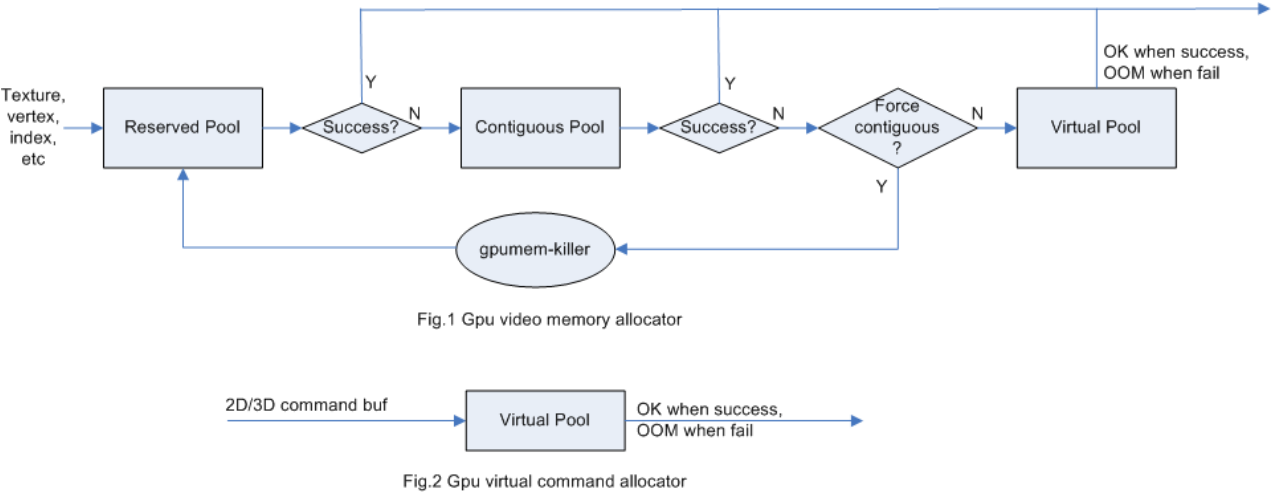 OK when success,
OOM when fail
Texture,
vertex,
index,
etc
Reserved Pool
Y
Success?
N
Contiguous Pool
Y
Success?
N
Force
contiguous
?
N
Y
Virtual Pool
gpumem-killer
Fig.1 Gpu video memory allocator
2D/3D command buf
Virtual Pool
OK when success,
OOM when fail
Fig.2 Gpu virtual command allocator